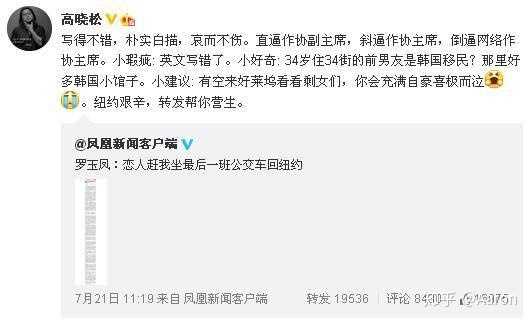 高晓松
写得不错，朴实白描，哀而不伤。直逼作协副主席，斜逼作协主席，倒逼网络作
协主席。小瑕疵：英文写错了。小好奇：34岁住34街的前男友是韩国移民？那里好
多韩国小馆子。小建议：有空来好莱坞看看剩女们，你会充满自豪喜极而泣
。纽约艰辛，转发帮你营生。
@凤凰新闻客户端
罗玉凤：恋人赶我坐最后一班公交车回纽约
7月21日 11:19 来自 凤凰新闻客户端 转发 19536 评论
知乎 @Aaron